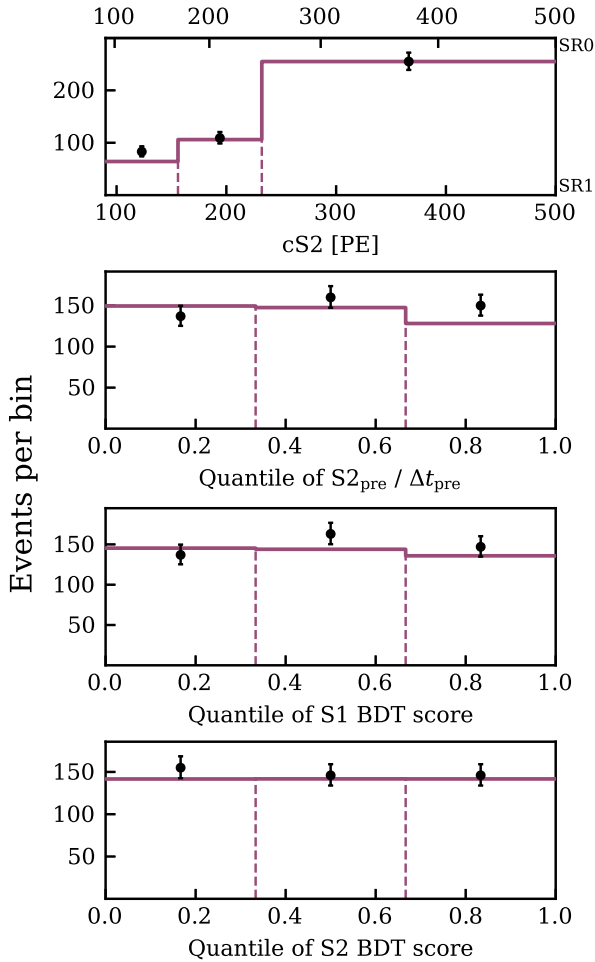 100 200 300 400 500
SR0
200
100
SR1
100 200 300 400 500
cS2 [PE]
150
100
50
0.0 0.2 0.4 0.6 0.8 1.0
Quantile of S2pre / Δtpre
Events per bin
150
100
50
0.0 0.2 0.4 0.6 0.8 1.0
Quantile of S1 BDT score
150
100
50
0.0 0.2 0.4 0.6 0.8 1.0
Quantile of S2 BDT score